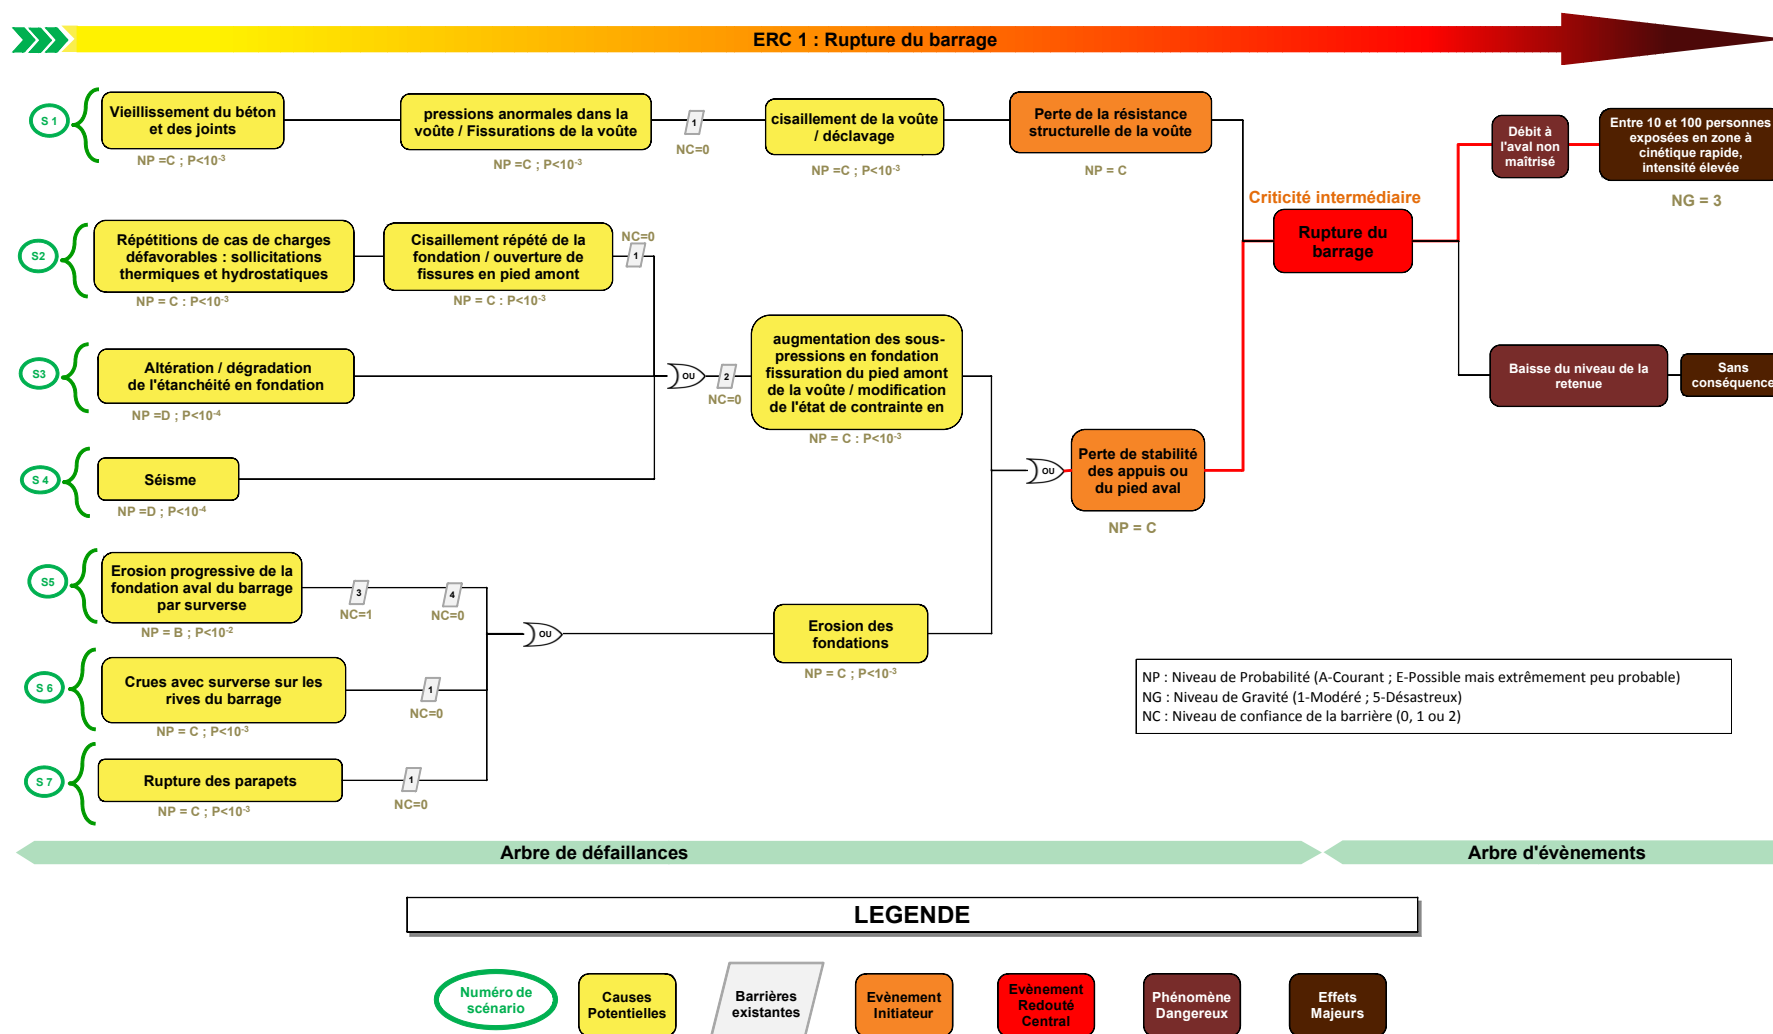 ERC 1 : Rupture du barrage
S 1
Vieillissement du béton
et des joints
NP =C ; P<10-3
pressions anormales dans la
voûte / Fissurations de la voûte
NP =C ; P<10-3
1
NC=0
cisaillement de la voûte
/ déclavage
NP =C ; P<10-3
Perte de la résistance
structurelle de la voûte
NP = C
Débit à
l'aval non
maîtrisé
Entre 10 et 100 personnes
exposées en zone à
cinétique rapide,
intensité élevée
NG = 3
Criticité intermédiaire
Rupture du
barrage
S2
Répétitions de cas de charges
défavorables : sollicitations
thermiques et hydrostatiques
NP = C : P<10-3
Cisaillement répété de la
fondation / ouverture de
fissures en pied amont
NP = C : P<10-3
NC=0
1
S3
Altération / dégradation
de l'étanchéité en fondation
NP =D ; P<10-4
OU
2
NC=0
augmentation des sous-
pressions en fondation
fissuration du pied amont
de la voûte / modification
de l'état de contrainte en
NP = C : P<10-3
Baisse du niveau de la
retenue
Sans
conséquence
S 4
Séisme
NP =D ; P<10-4
OU
Perte de stabilité
des appuis ou
du pied aval
NP = C
S5
Erosion progressive de la
fondation aval du barrage
par surverse
NP = B ; P<10-2
3
NC=1
4
NC=0
OU
Erosion des
fondations
NP = C ; P<10-3
S 6
Crues avec surverse sur les
rives du barrage
NP = C ; P<10-3
1
NC=0
S 7
Rupture des parapets
NP = C ; P<10-3
1
NC=0
NP : Niveau de Probabilité (A-Courant ; E-Possible mais extrêmement peu probable)
NG : Niveau de Gravité (1-Modéré ; 5-Désastreux)
NC : Niveau de confiance de la barrière (0, 1 ou 2)
Arbre de défaillances
Arbre d'évènements
LEGENDE
Numéro de
scénario
Causes
Potentielles
Barrières
existantes
Evènement
Initiateur
Evènement
Redouté
Central
Phénomène
Dangereux
Effets
Majeurs